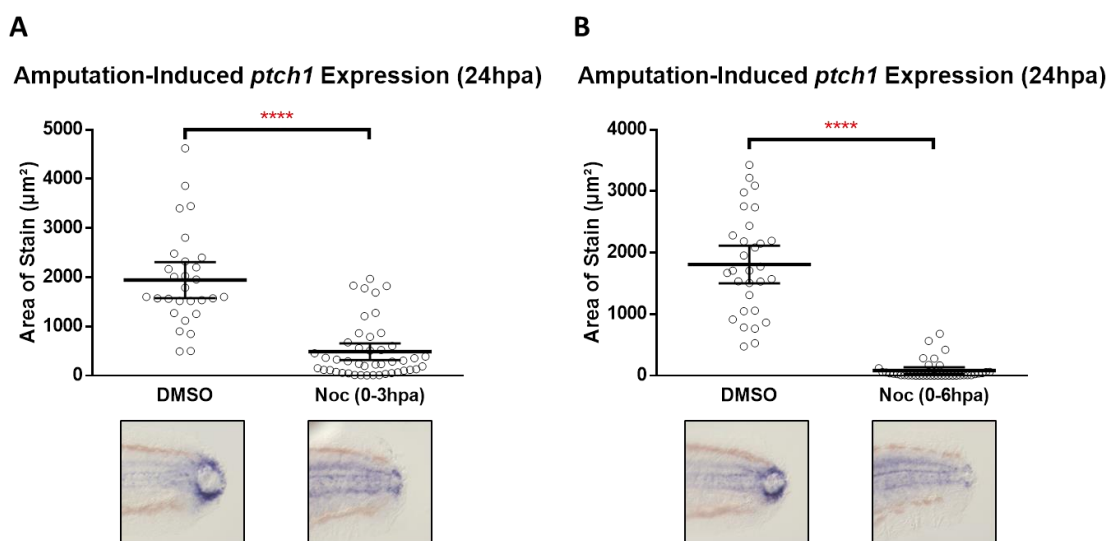 A
Amputation-Induced ptch1 Expression (24hpa)
Area of Stain (µm²)
5000
4000
3000
2000
1000
0
****
DMSO
Noc (0-3hpa)
B
Amputation-Induced ptch1 Expression (24hpa)
Area of Stain (µm²)
4000
3000
2000
1000
0
****
DMSO
Noc (0-6hpa)